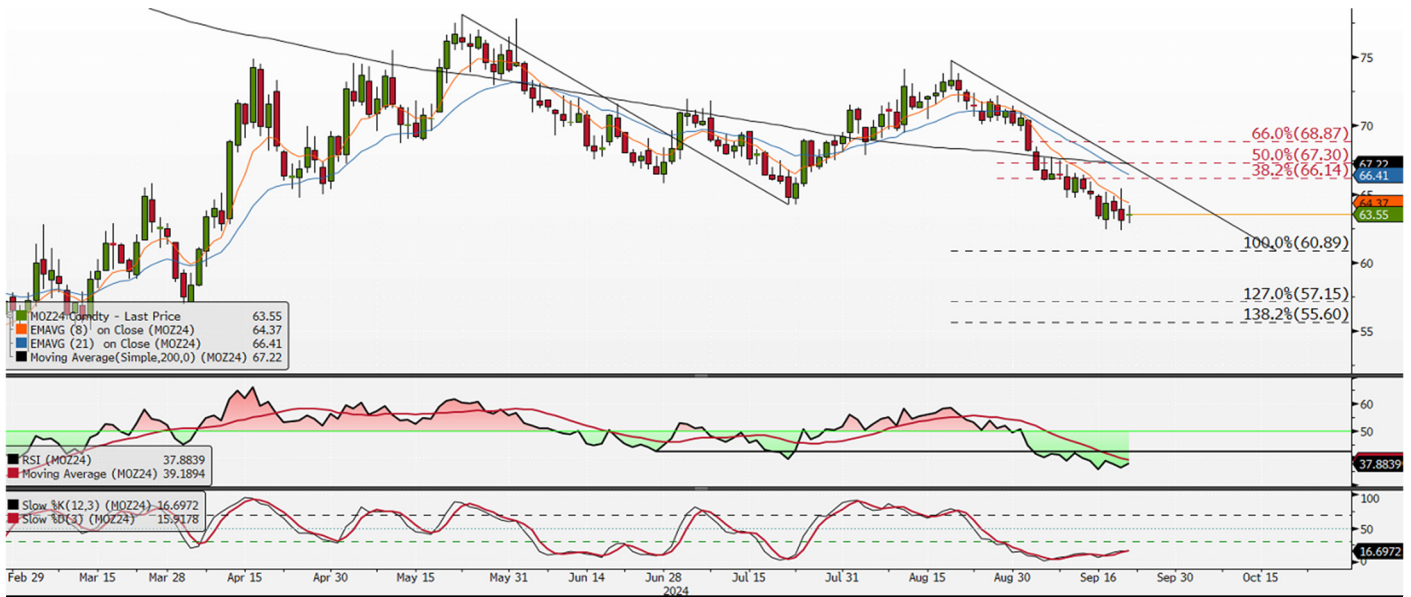 75
70
65
60
55
66.0%(68.87)
50.0%(67.30)
38.2%(66.14)
100.0%(60.89)
127.0%(57.15)
138.2%(55.60)
67.22
66.41
64.37
63.55
MOZ24 Comdty - Last Price 63.55
EMAVG (8) on Close (MOZ24) 64.37
EMAVG (21) on Close (MOZ24) 66.41
Moving Average(Simple,200,0) (MOZ24) 67.22
60
50
37.8839
RSI (MOZ24) 37.8839
Moving Average (MOZ24) 39.1894
Slow %K(12,3) (MOZ24) 16.6972
Slow %D(3) (MOZ24) 15.9178
100
50
16.6972
0
Feb 29 Mar 15 Mar 28 Apr 15 Apr 30 May 15 May 31 Jun 14 Jun 28 Jul 15 Jul 31 Aug 15 Aug 30 Sep 16 Sep 30 Oct 15
2024